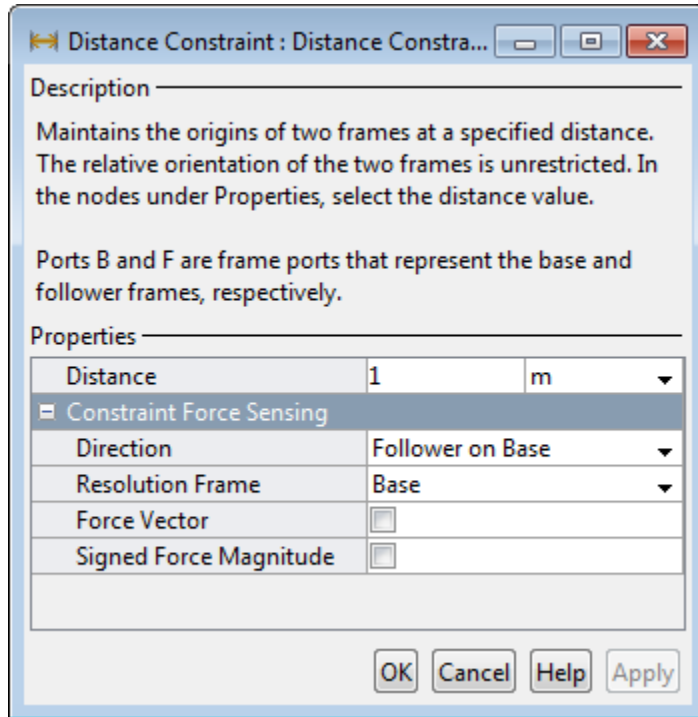 Distance Constraint : Distance Constra...
Description
Maintains the origins of two frames at a specified distance.
The relative orientation of the two frames is unrestricted. In
the nodes under Properties, select the distance value.
Ports B and F are frame ports that represent the base and
follower frames, respectively.
Properties
Distance 1 m
Constraint Force Sensing
Direction Follower on Base
Resolution Frame Base
Force Vector
Signed Force Magnitude
OK Cancel Help Apply